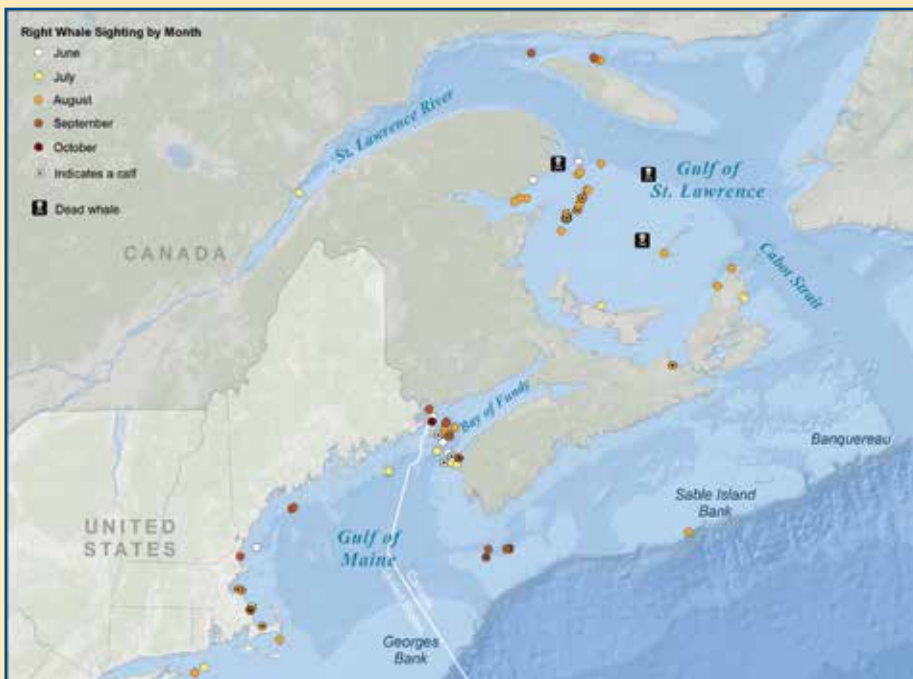 Right Whale Sighting by Month
June
July
August
September
October
Indicates a calf
Dead whale
St. Lawrence River
Gulf of
St. Lawrence
CANADA
Cabot Strait
Bay of Fundy
Banquereau
Sable Island
Bank
UNITED
STATES
Gulf of
Maine
Georges
Bank